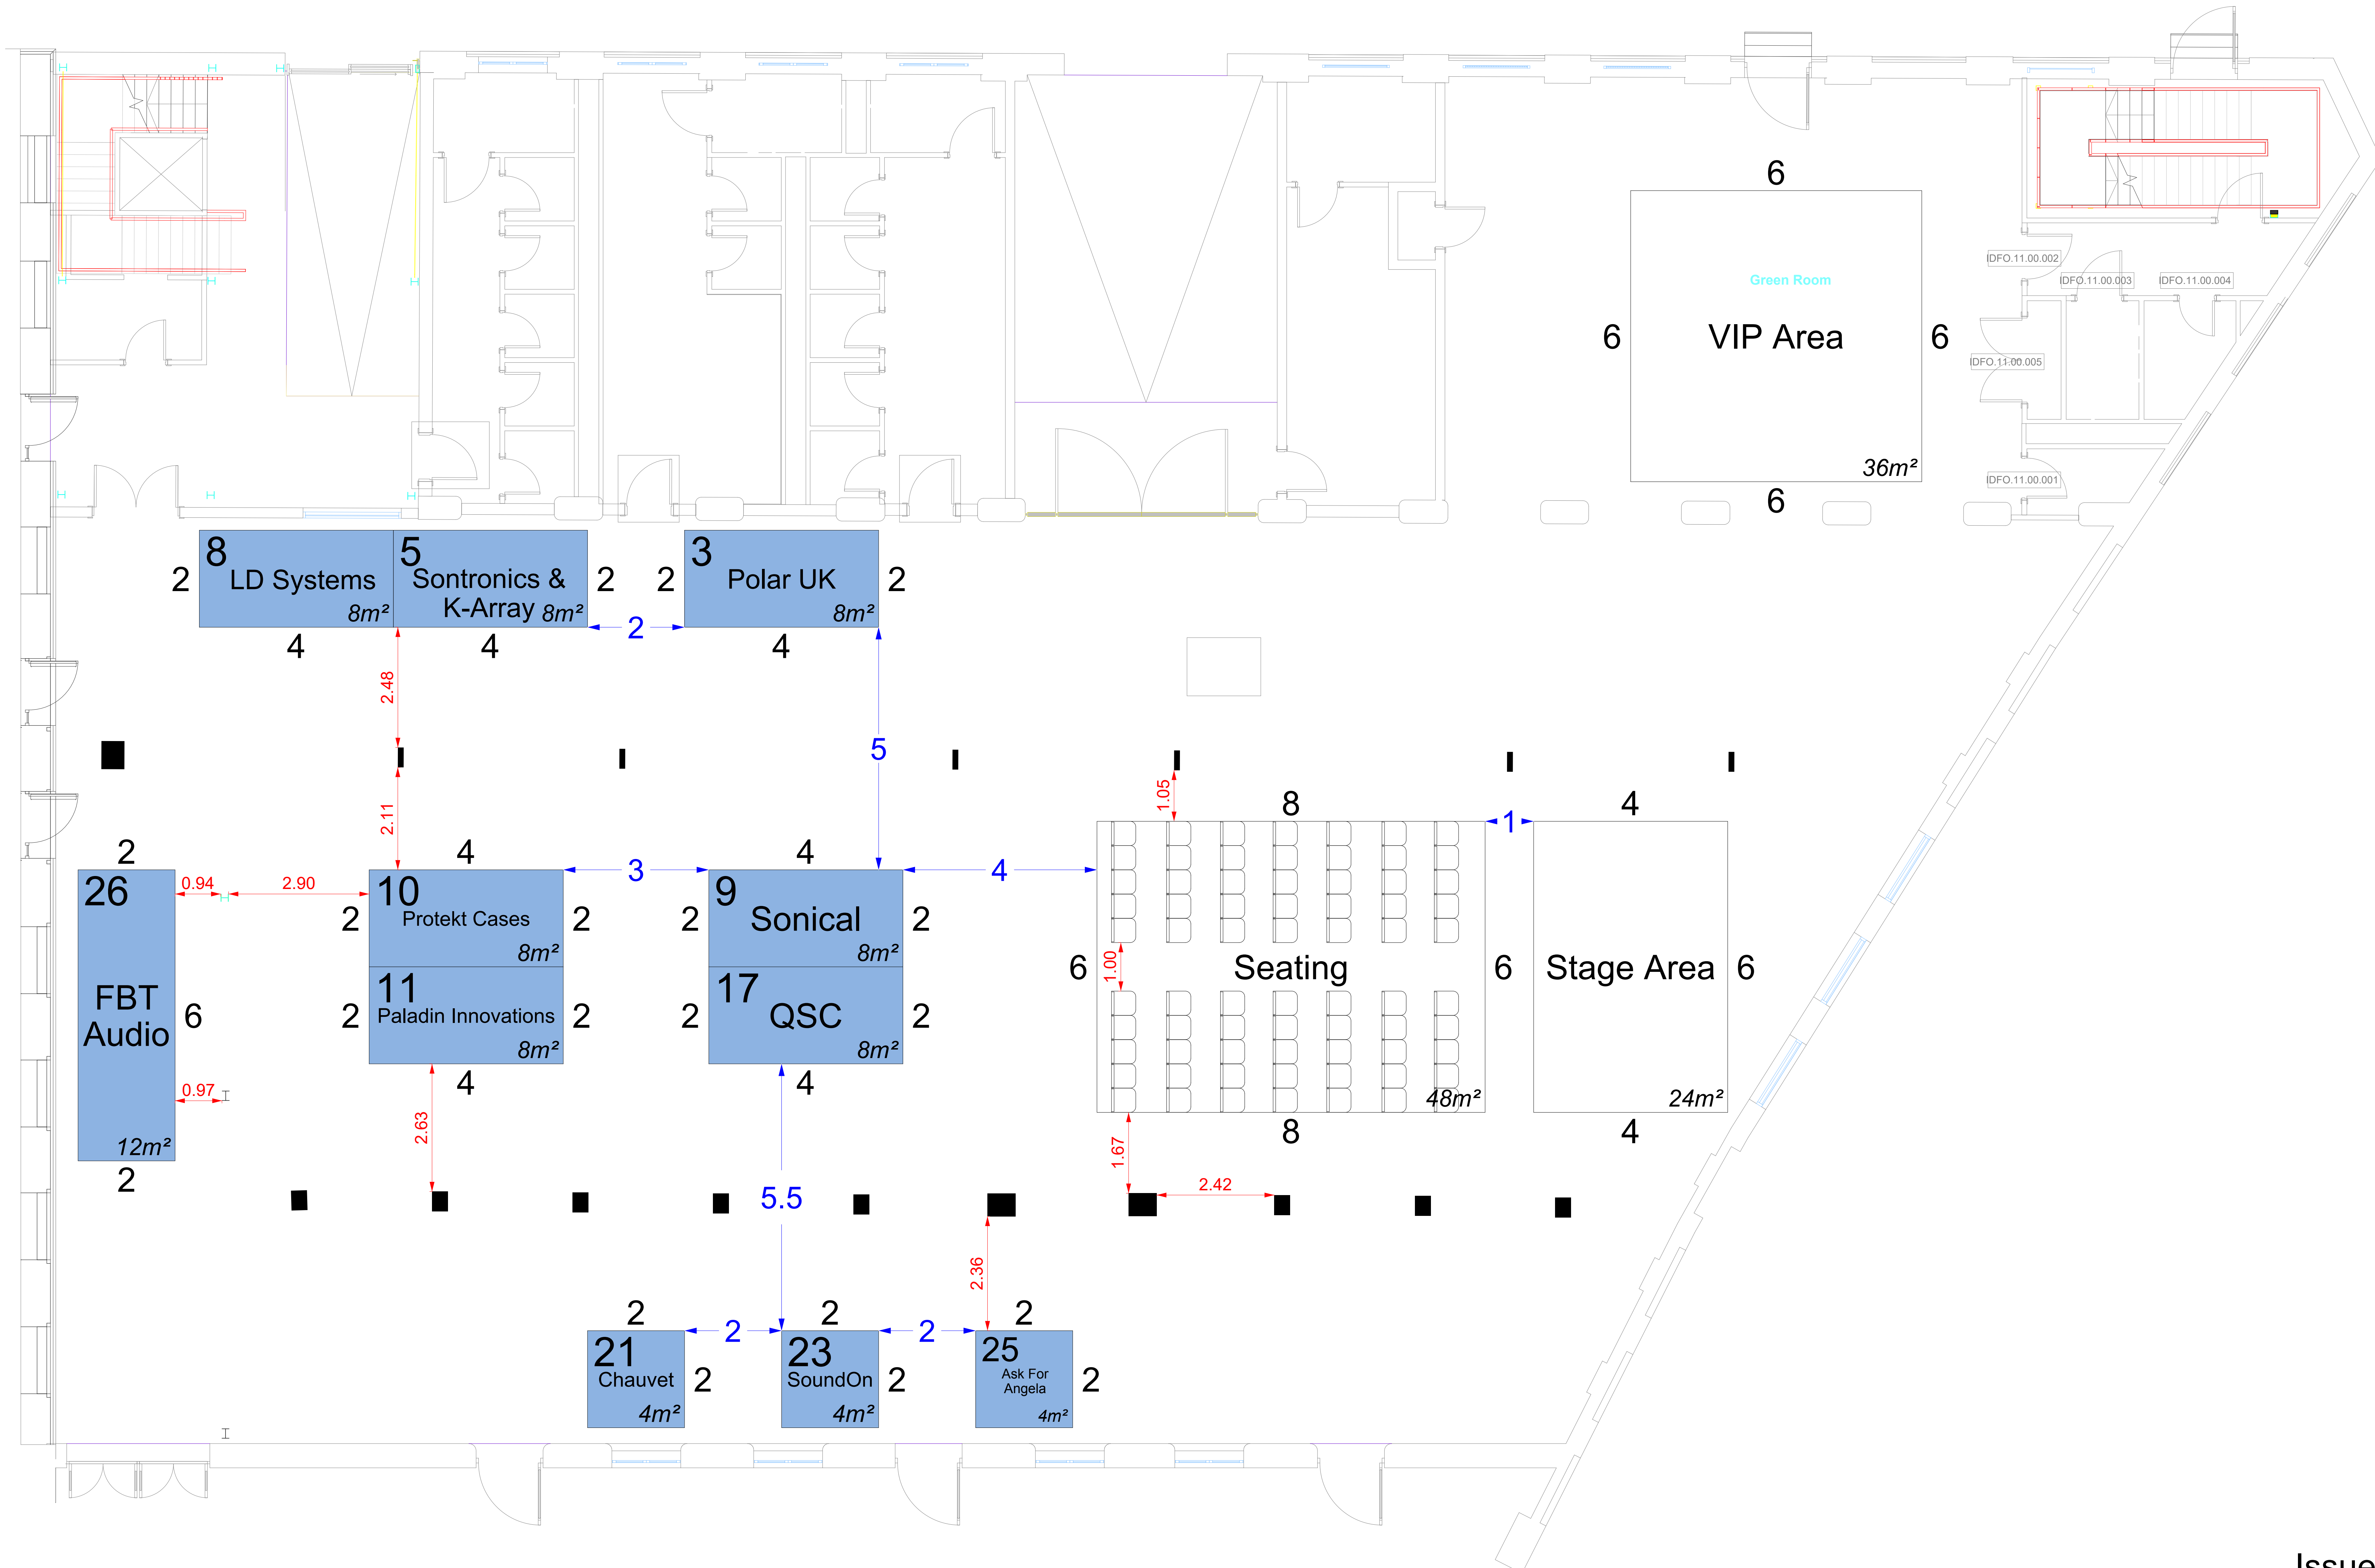 6
Green Room
6
VIP Area
6
36m²
6
IDFO.11.00.002
IDFO.11.00.003
IDFO.11.00.004
IDFO.11.00.005
IDFO.11.00.001
2
8
LD Systems
8m²
4
5
Sontronics &
K-Array
8m²
2
4
2
2
3
Polar UK
8m²
2
4
2.48
2.11
5
1.05
2
26
FBT
Audio
6
12m²
2
0.94
2.90
0.97
4
10
Protekt Cases
8m²
2
2
11
Paladin Innovations
8m²
2
2
4
2.63
3
4
9
Sonical
8m²
2
2
17
QSC
8m²
2
2
4
5.5
4
8
6
1.00
Seating
6
48m²
8
1
4
Stage Area
6
24m²
4
1.67
2.42
2.36
2
21
Chauvet
4m²
2
2
2
23
SoundOn
4m²
2
2
2
25
Ask For
Angela
4m²
2
Issue